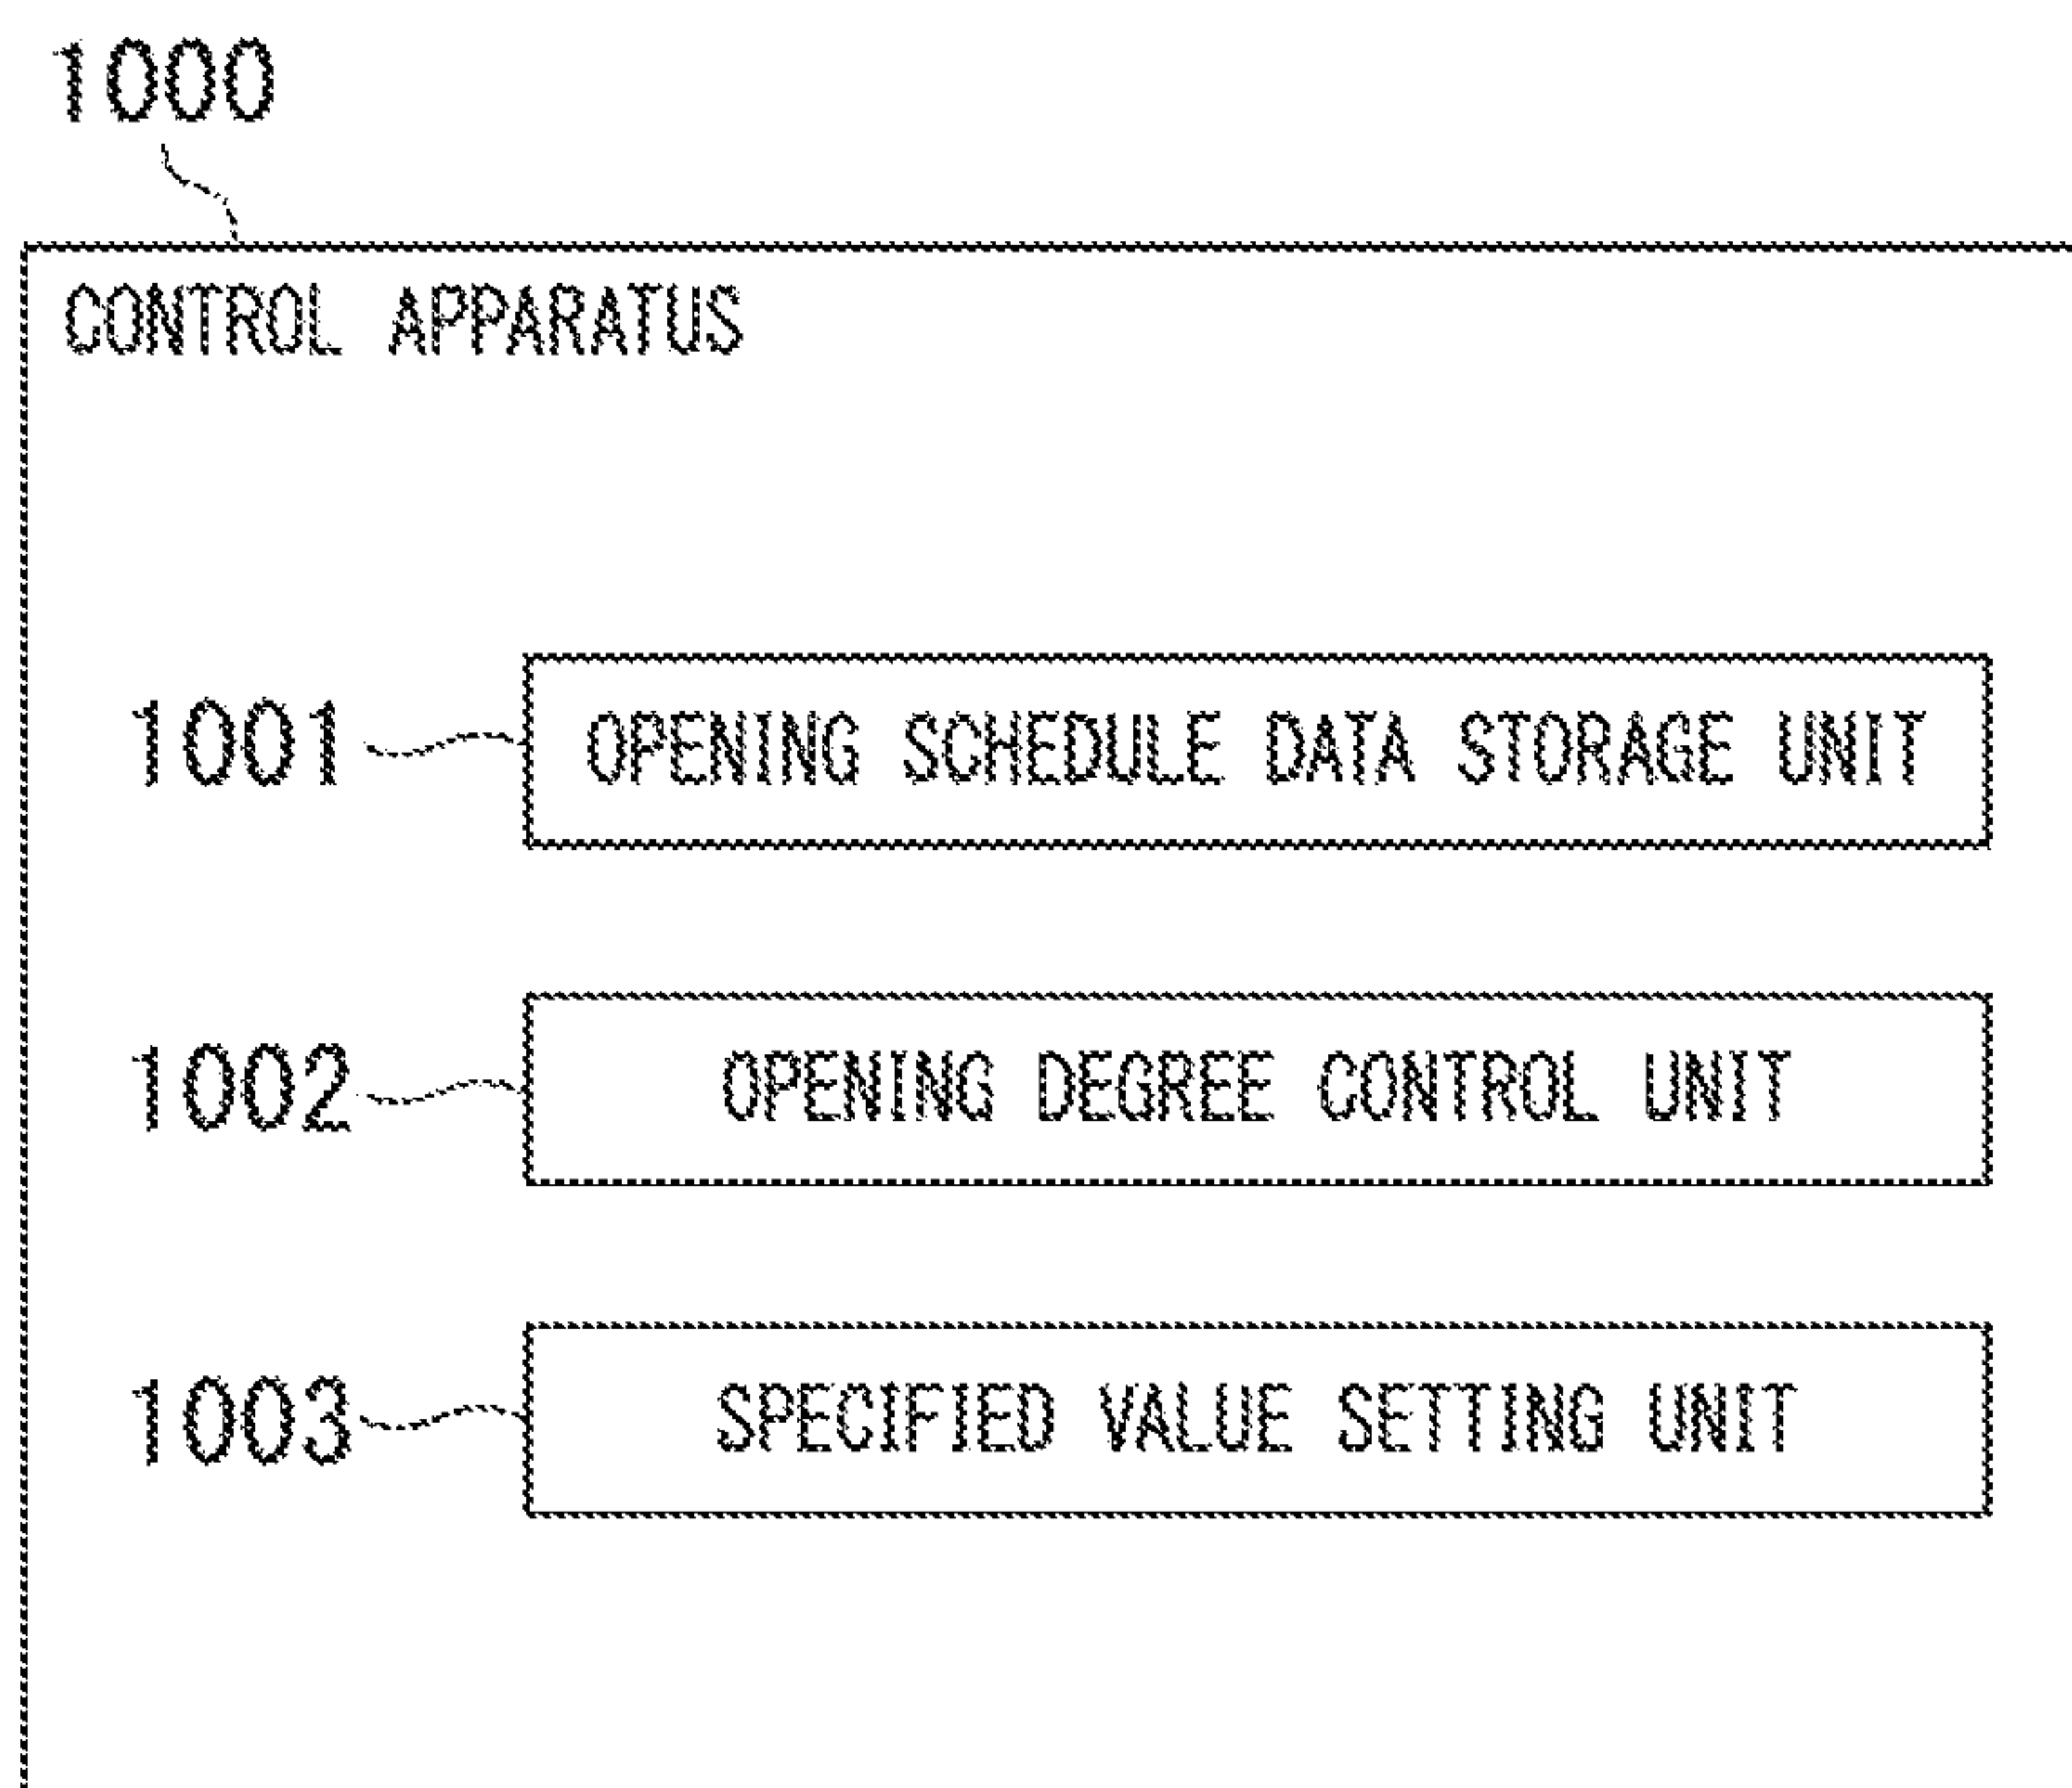 1000
CONTROL APPARATUS
1001 OPENING SCHEDULE DATA STORAGE UNIT
1002 OPENING DEGREE CONTROL UNIT
1003 SPECIFIED VALUE SETTING UNIT